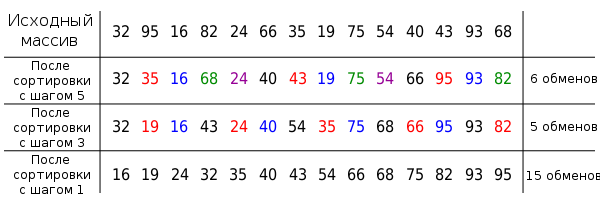 Исходный массив 32 95 16 82 24 66 35 19 75 54 40 43 93 68
После сортировки с шагом 5 32 35 16 68 24 40 43 19 75 54 66 95 93 82 6 обменов
После сортировки с шагом 3 32 19 16 43 24 40 54 35 75 68 66 95 93 82 5 обменов
После сортировки с шагом 1 16 19 24 32 35 40 43 54 66 68 75 82 93 95 15 обменов